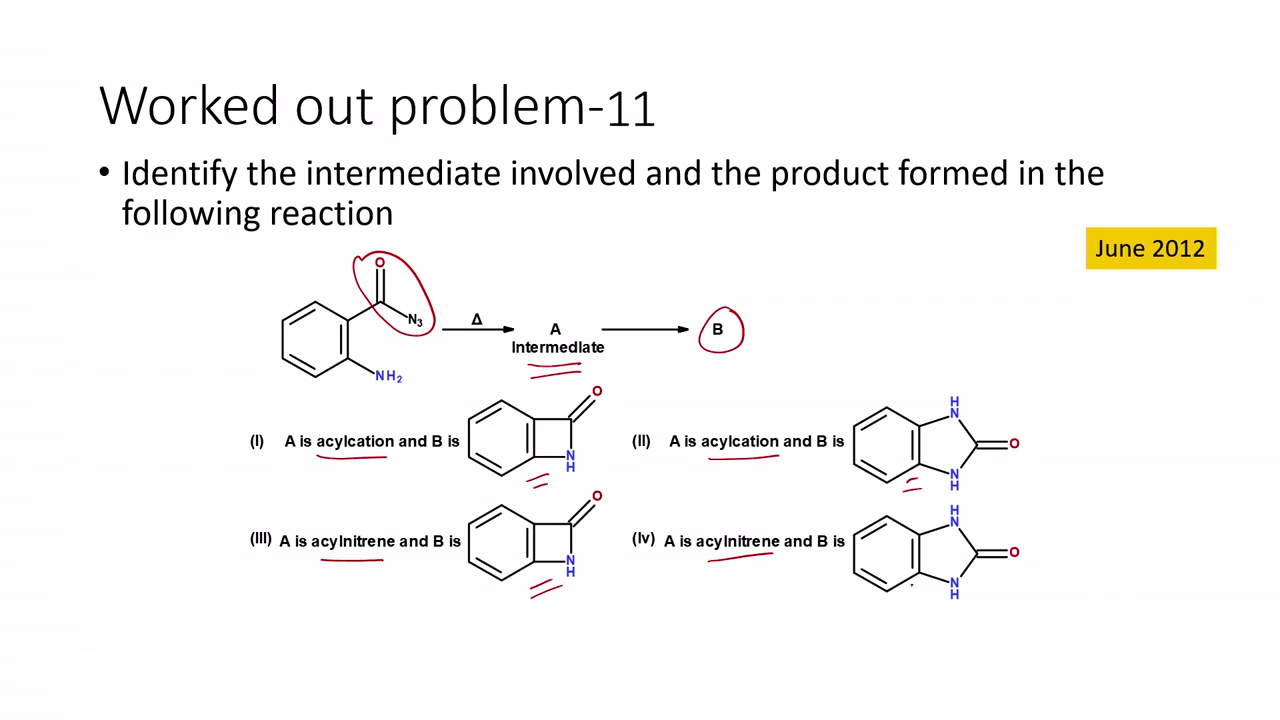 Worked out problem-11
• Identify the intermediate involved and the product formed in the
following reaction
June 2012
O
N3
NH2
Δ
A
Intermediate
B
(I) A is acylcation and B is
O
N
H
(II) A is acylcation and B is
H
N
O
N
H
(III) A is acylnitrene and B is
O
N
H
(Iv) A is acylnitrene and B is
H
N
O
N
H